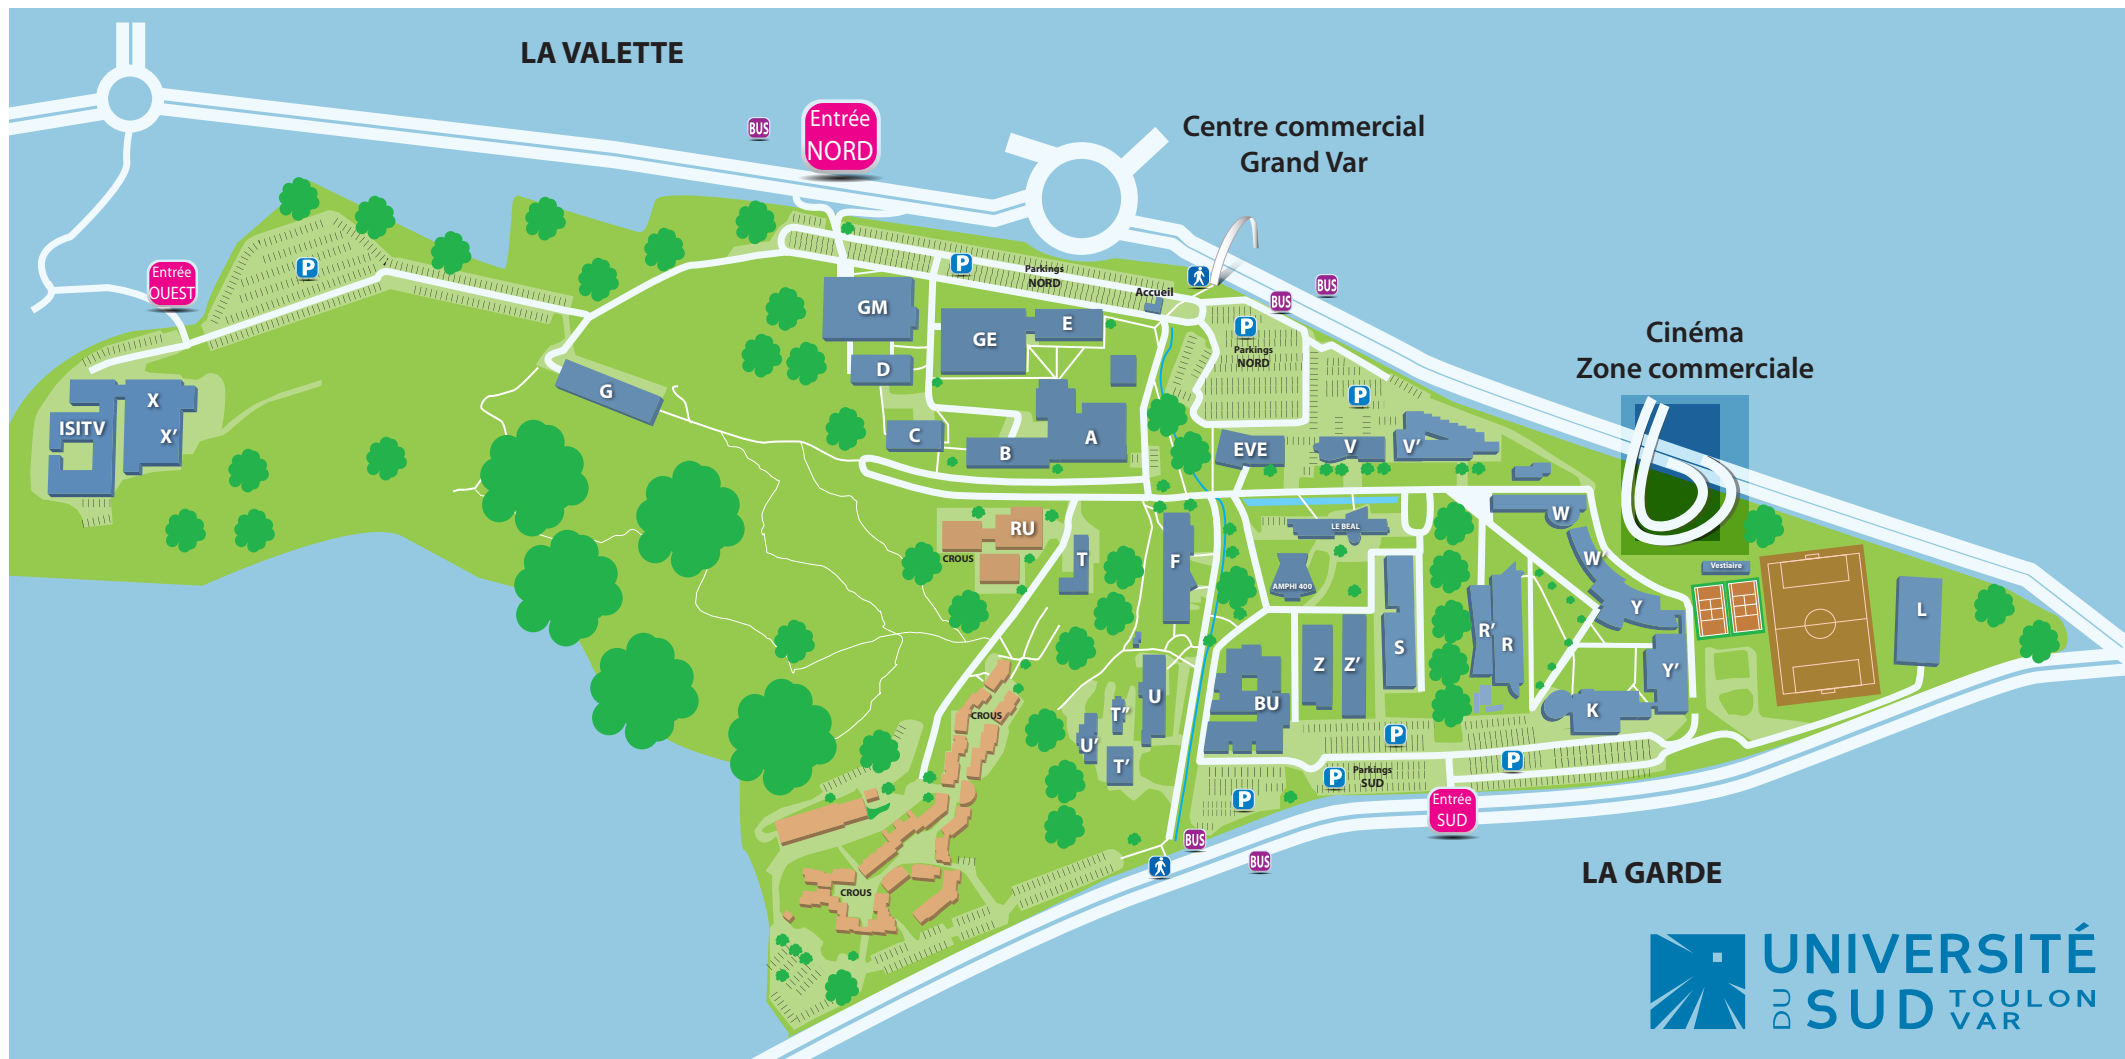 LA VALETTE
BUS
Entrée
NORD
Centre commercial
Grand Var
Entrée
OUEST
P
P
Parkings
NORD
Accueil
BUS
BUS
P
Parkings
NORD
P
Cinéma
Zone commerciale
GM
GE
E
D
G
X
X'
ISITV
C
B
A
EVE
V
V'
W
W'
RU
CROUS
T
F
LE BEAL
AMPHI 400
Vestiaire
Y
Y'
L
S
R'
R
Z
Z'
BU
K
U
T"
U'
T'
CROUS
CROUS
P
P
P
Parkings
SUD
P
Entrée
SUD
BUS
BUS
LA GARDE
UNIVERSITÉ
DU SUD TOULON
VAR